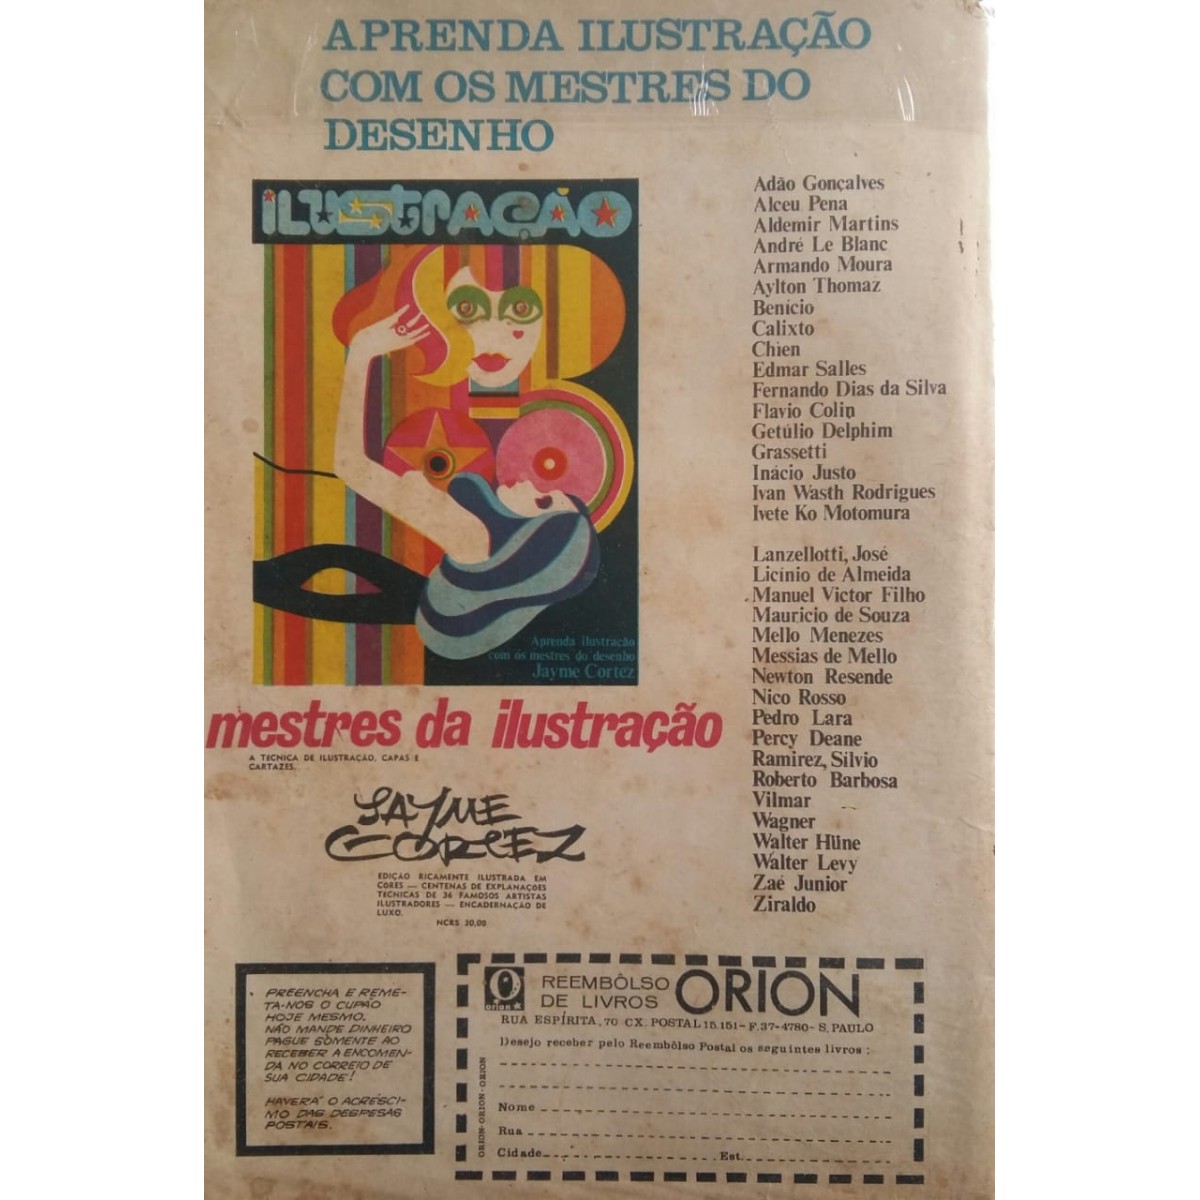 APRENDA ILUSTRAÇÃO
COM OS MESTRES DO
DESENHO
ilustração
Aprenda ilustração
com os mestres do desenho
Jayme Cortez
mestres da ilustração
A TECNICA DE ILUSTRAÇÃO, CAPAS E
CARTAZES.
JAYME
CORTEZ
EDIÇÃO RICAMENTE ILUSTRADA EM
CORES — CENTENAS DE EXPLANAÇÕES
TECNICAS DE 36 FAMOSOS ARTISTAS
ILUSTRADORES — ENCADERNAÇÃO DE
LUXO.
NCR$ 30,00
Adão Gonçalves
Alceu Pena
Aldemir Martins
André Le Blanc
Armando Moura
Aylton Thomaz
Benício
Calixto
Chien
Edmar Salles
Fernando Dias da Silva
Flavio Colin
Getúlio Delphim
Grassetti
Inácio Justo
Ivan Wasth Rodrigues
Ivete Ko Motomura
Lanzellotti, José
Licínio de Almeida
Manuel Victor Filho
Mauricio de Souza
Mello Menezes
Messias de Mello
Newton Resende
Nico Rosso
Pedro Lara
Percy Deane
Ramirez, Silvio
Roberto Barbosa
Vilmar
Wagner
Walter Hüne
Walter Levy
Zaé Junior
Ziraldo
PREENCHA E REME-
TA-NOS O CUPÃO
HOJE MESMO.
NÃO MANDE DINHEIRO
PAGUE SOMENTE AO
RECEBER A ENCOMEN-
DA NO CORREIO DE
SUA CIDADE!
HAVERÁ O ACRESCI-
MO DAS DESPESAS
POSTAIS.
orion
REEMBÔLSO
DE LIVROS
ORION
RUA ESPÍRITA, 70 CX. POSTAL 15.151- F. 37-4780- S. PAULO
Desejo receber pelo Reembôlso Postal os seguintes livros :
Nome
Rua
Cidade Est.
ORION-ORION-ORION